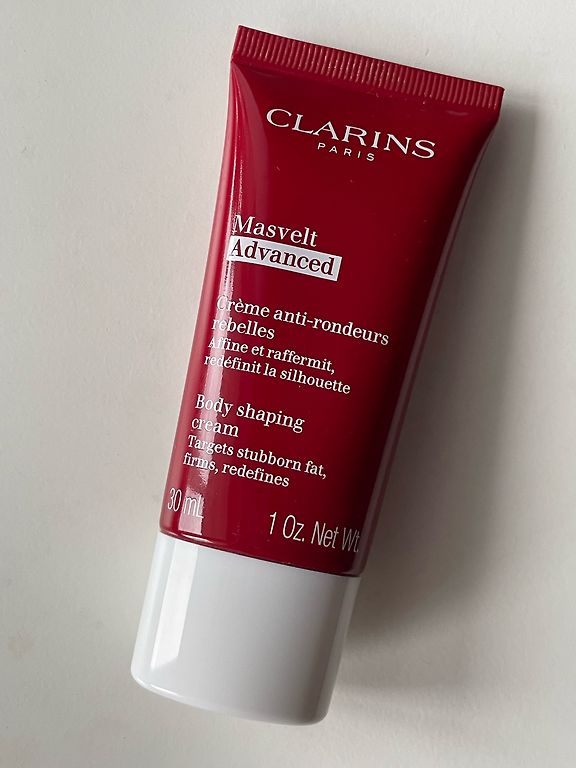 CLARINS
PARIS
Masvelt
Advanced
Crème anti-rondeurs
rebelles
Affine et raffermit,
redéfinit la silhouette
Body shaping
cream
Targets stubborn fat,
firms, redefines
30 mL
1 Oz. Net Wt.